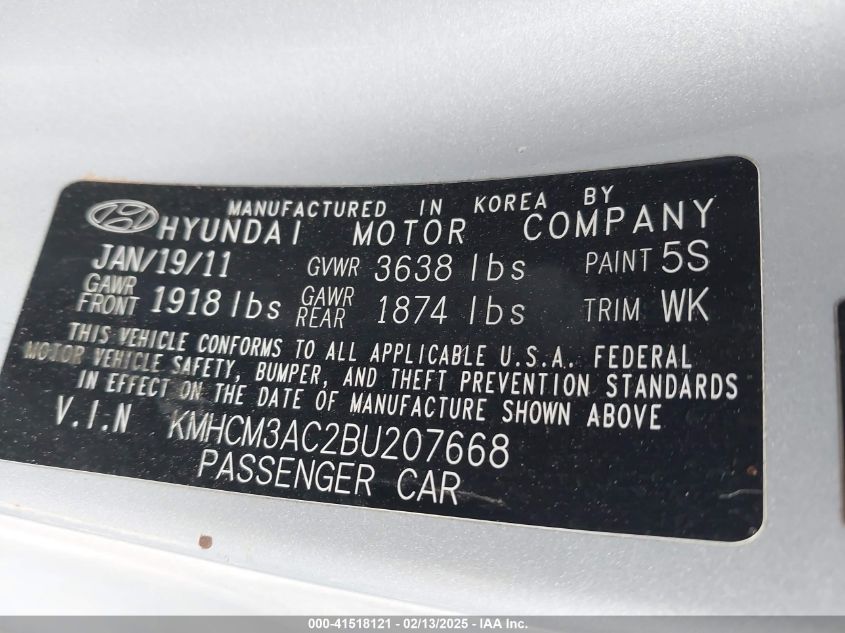 MANUFACTURED IN KOREA BY
HYUNDAI MOTOR COMPANY
JAN/19/11 GVWR 3638 lbs PAINT 5S
GAWR FRONT 1918 lbs GAWR REAR 1874 lbs TRIM WK
THIS VEHICLE CONFORMS TO ALL APPLICABLE U.S.A. FEDERAL
MOTOR VEHICLE SAFETY, BUMPER, AND THEFT PREVENTION STANDARDS
IN EFFECT ON THE DATE OF MANUFACTURE SHOWN ABOVE
V.I.N KMHCM3AC2BU207668
PASSENGER CAR
000-41518121 - 02/13/2025 - IAA Inc.